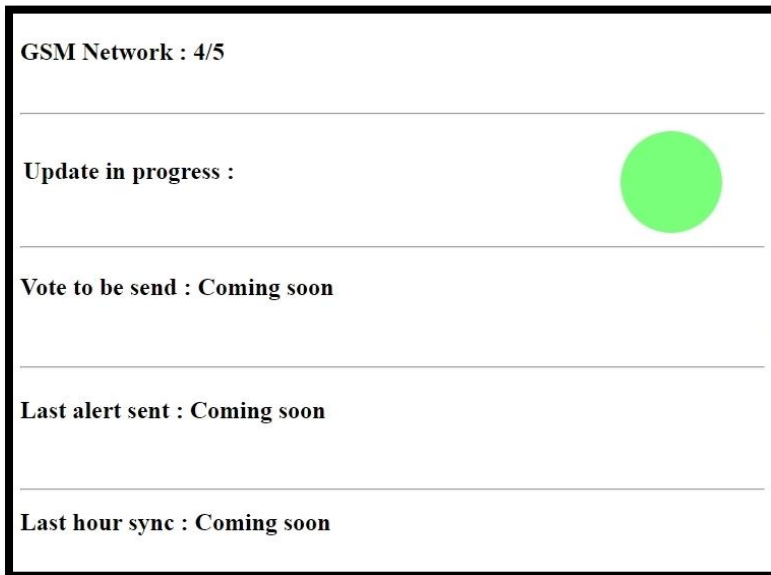 GSM Network : 4/5
Update in progress :
Vote to be send : Coming soon
Last alert sent : Coming soon
Last hour sync : Coming soon